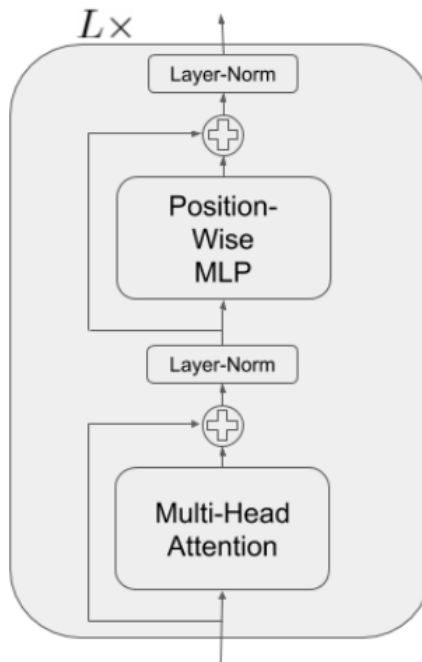 L×
Layer-Norm
Position-
Wise
MLP
Layer-Norm
Multi-Head
Attention